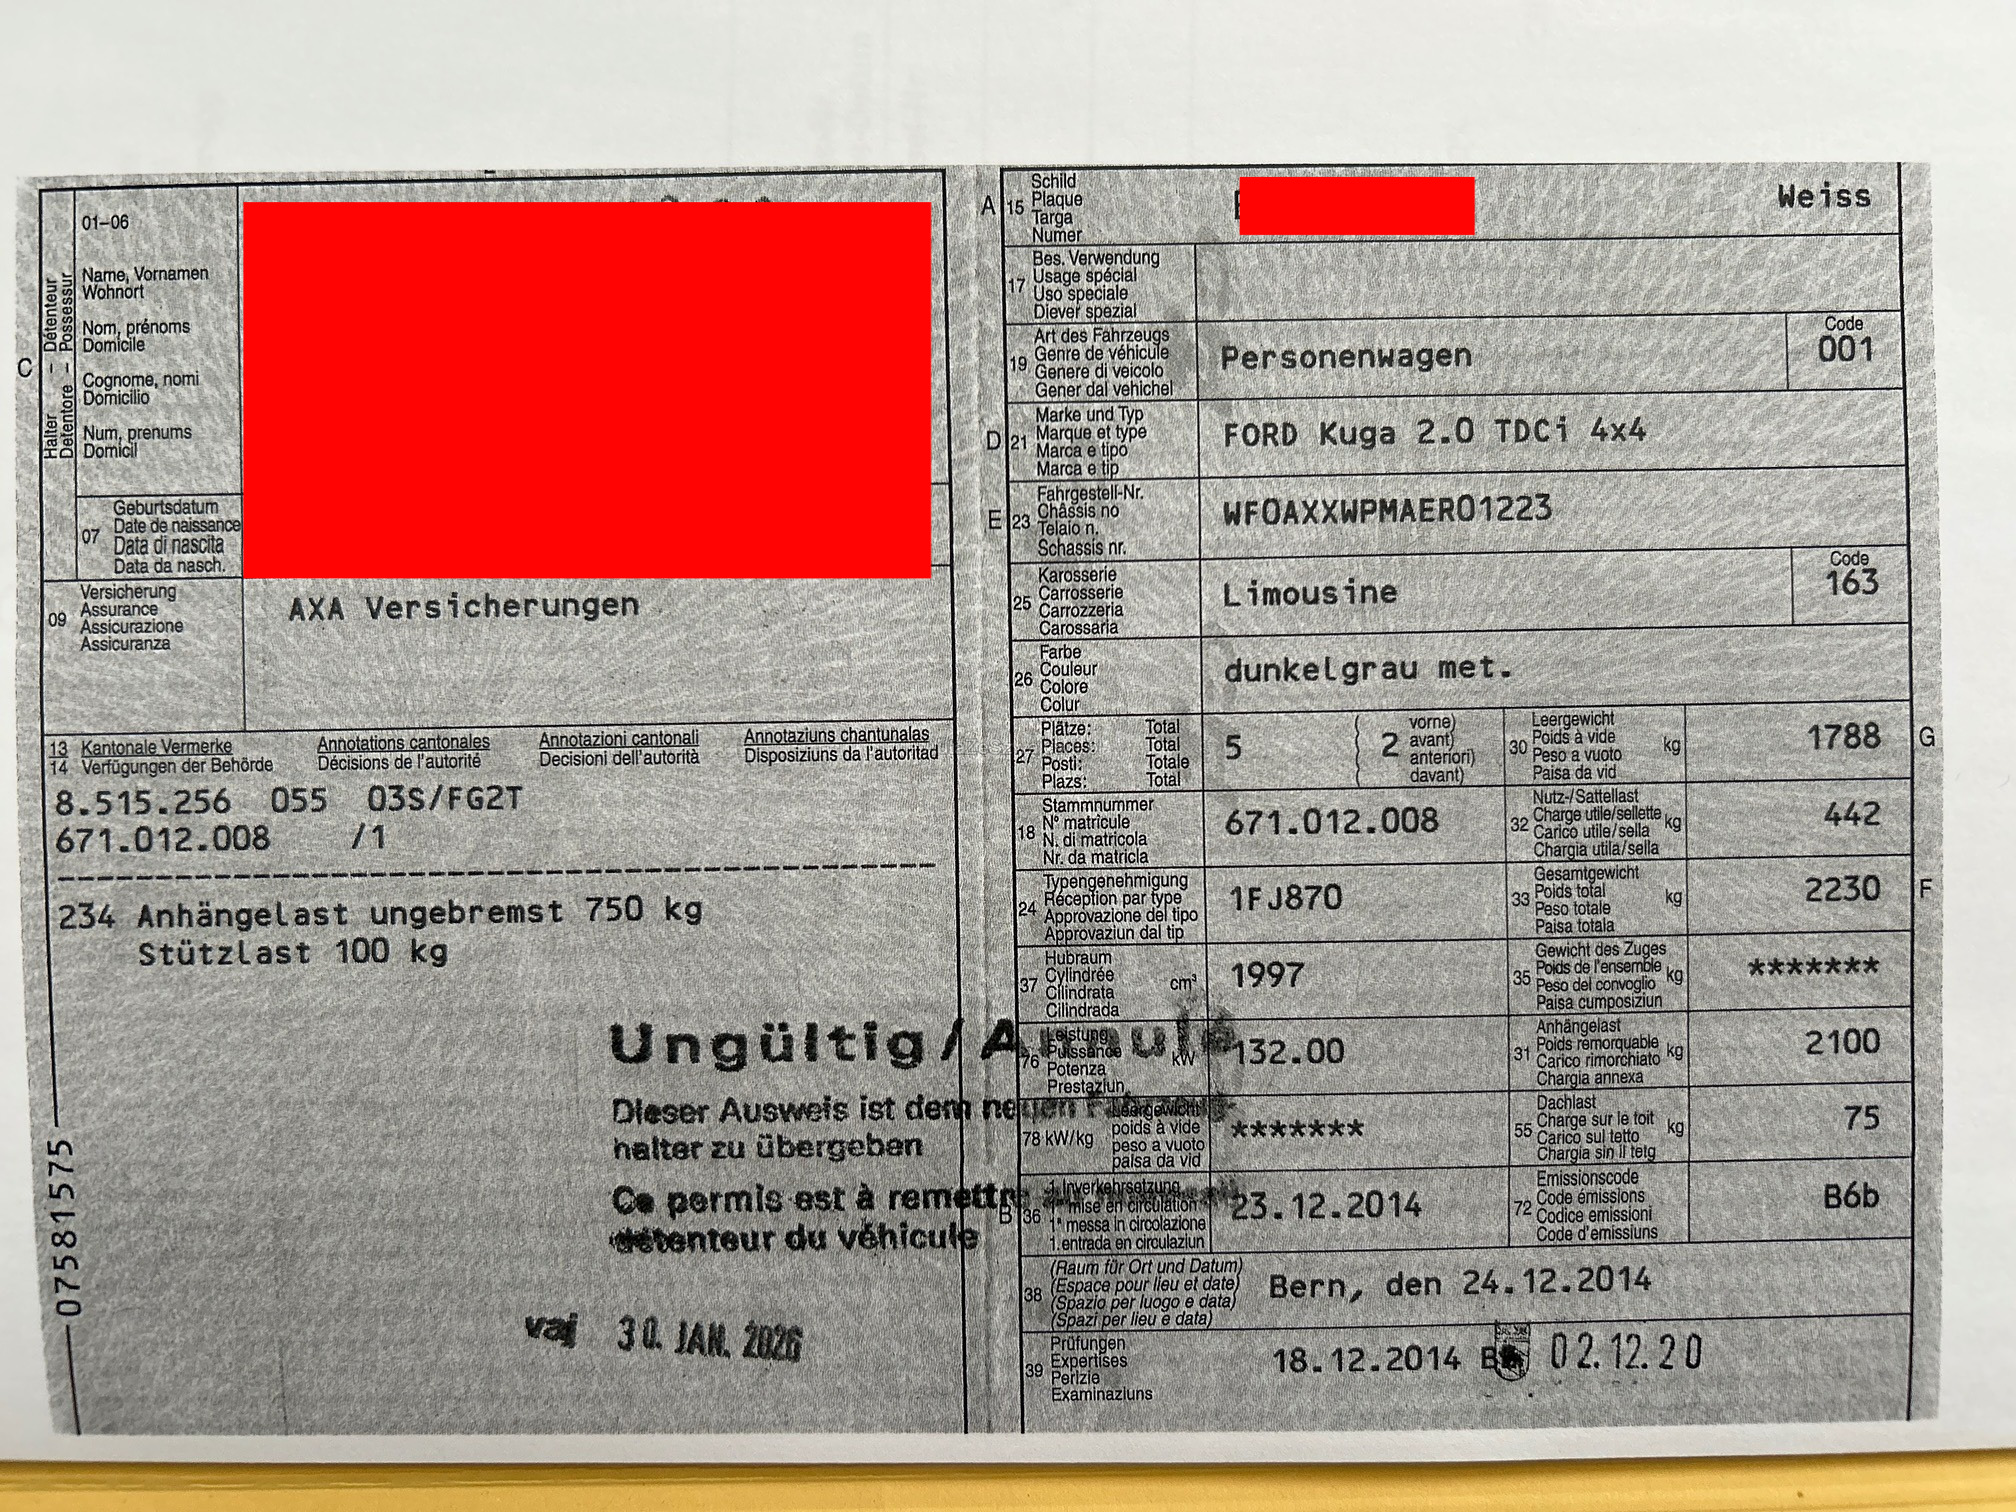 01-06
Name, Vornamen
Wohnort
Nom, prénoms
Domicile
Cognome, nomi
Domicilio
Num, prenums
Domicil
C
Halter – Détenteur
Detentore – Possessur
07
Geburtsdatum
Date de naissance
Data di nascita
Data da nasch.
09
Versicherung
Assurance
Assicurazione
Assicuranza
AXA Versicherungen
13 Kantonale Vermerke Annotations cantonales Annotazioni cantonali Annotaziuns chantunalas
14 Verfügungen der Behörde Décisions de l'autorité Decisioni dell'autorità Disposiziuns da l'autoritad
8.515.256 055 03S/FG2T
671.012.008 /1
234 Anhängelast ungebremst 750 kg
Stützlast 100 kg
Ungültig / Annulé
Dieser Ausweis ist dem neuen Fahrzeug-
halter zu übergeben
Ce permis est à remettre
détenteur du véhicule
vaj 30. JAN. 2026
07581575
A 15
Schild
Plaque
Targa
Numer
Weiss
17
Bes. Verwendung
Usage spécial
Uso speciale
Diever spezial
19
Art des Fahrzeugs
Genre de véhicule
Genere di veicolo
Gener dal vehichel
Personenwagen
Code
001
D 21
Marke und Typ
Marque et type
Marca e tipo
Marca e tip
FORD Kuga 2.0 TDCi 4x4
E 23
Fahrgestell-Nr.
Châssis no
Telaio n.
Schassis nr.
WF0AXXWPMAER01223
25
Karosserie
Carrosserie
Carrozzeria
Carossaria
Limousine
Code
163
26
Farbe
Couleur
Colore
Colur
dunkelgrau met.
27
Plätze: Total
Places: Total
Posti: Totale
Plazs: Total
5
( 2 vorne)
avant)
anteriori)
davant)
30
Leergewicht
Poids à vide
Peso a vuoto
Paisa da vid
kg
1788
G
18
Stammnummer
N° matricule
N. di matricola
Nr. da matricla
671.012.008
32
Nutz-/Sattellast
Charge utile/sellette
Carico utile/sella
Chargia utila/sella
kg
442
24
Typengenehmigung
Réception par type
Approvazione del tipo
Approvaziun dal tip
1FJ870
33
Gesamtgewicht
Poids total
Peso totale
Paisa totala
kg
2230
F
37
Hubraum
Cylindrée
Cilindrata
Cilindrada
cm³
1997
35
Gewicht des Zuges
Poids de l'ensemble
Peso del convoglio
Paisa cumposiziun
kg
*******
76
Leistung
Puissance
Potenza
Prestaziun
kW
132.00
31
Anhängelast
Poids remorquable
Carico rimorchiato
Chargia annexa
kg
2100
78 kW/kg
Leergewicht
poids à vide
peso a vuoto
paisa da vid
*******
55
Dachlast
Charge sur le toit
Carico sul tetto
Chargia sin il tetg
kg
75
B 36
1. Inverkehrsetzung
1re mise en circulation
1a messa in circolazione
1. entrada en circulaziun
23.12.2014
72
Emissionscode
Code émissions
Codice emissioni
Code d'emissiuns
B6b
38
(Raum für Ort und Datum)
(Espace pour lieu et date)
(Spazio per luogo e data)
(Spazi per lieu e data)
Bern, den 24.12.2014
39
Prüfungen
Expertises
Perizie
Examinaziuns
18.12.2014 02.12.20